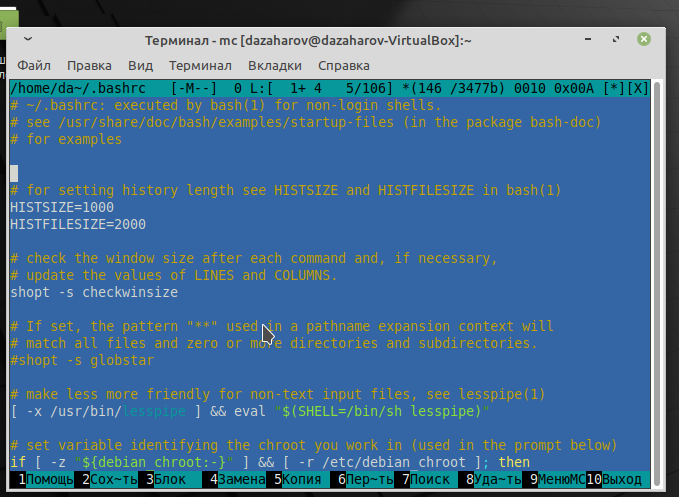 Терминал - mc [dazaharov@dazaharov-VirtualBox]:~
Файл Правка Вид Терминал Вкладки Справка
/home/da~/.bashrc [-M--] 0 L:[ 1+ 4 5/106] *(146 /3477b) 0010 0x00A [*][X]
# ~/.bashrc: executed by bash(1) for non-login shells.
# see /usr/share/doc/bash/examples/startup-files (in the package bash-doc)
# for examples
# for setting history length see HISTSIZE and HISTFILESIZE in bash(1)
HISTSIZE=1000
HISTFILESIZE=2000
# check the window size after each command and, if necessary,
# update the values of LINES and COLUMNS.
shopt -s checkwinsize
# If set, the pattern "**" used in a pathname expansion context will
# match all files and zero or more directories and subdirectories.
#shopt -s globstar
# make less more friendly for non-text input files, see lesspipe(1)
[ -x /usr/bin/lesspipe ] && eval "$(SHELL=/bin/sh lesspipe)"
# set variable identifying the chroot you work in (used in the prompt below)
if [ -z "${debian_chroot:-}" ] && [ -r /etc/debian_chroot ]; then
1Помощь 2Сох~ть 3Блок 4Замена 5Копия 6Пер~ть 7Поиск 8Уда~ть 9МенюMC 10Выход